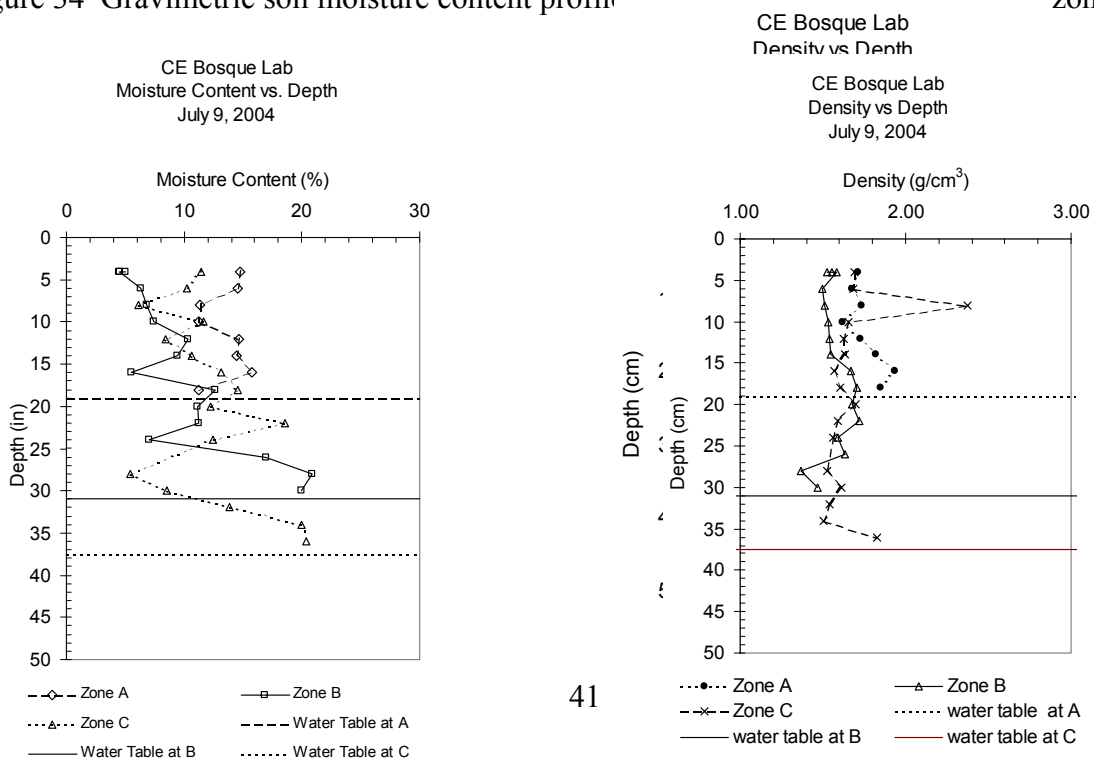 gure 34 Gravimetric soil moisture content profil
CE Bosque Lab
Moisture Content vs. Depth
July 9, 2004
Moisture Content (%)
0 10 20 30
0
5
10
15
20
25
30
35
40
45
50
Depth (in)
Zone A
Zone B
Zone C
Water Table at A
Water Table at B
Water Table at C
41
zon
CE Bosque Lab
Density vs Depth
CE Bosque Lab
Density vs Depth
July 9, 2004
Density (g/cm³)
1.00 2.00 3.00
0
5
10
15
20
25
30
35
40
45
50
Depth (cm)
Depth (cm)
Zone A
Zone B
Zone C
water table at A
water table at B
water table at C